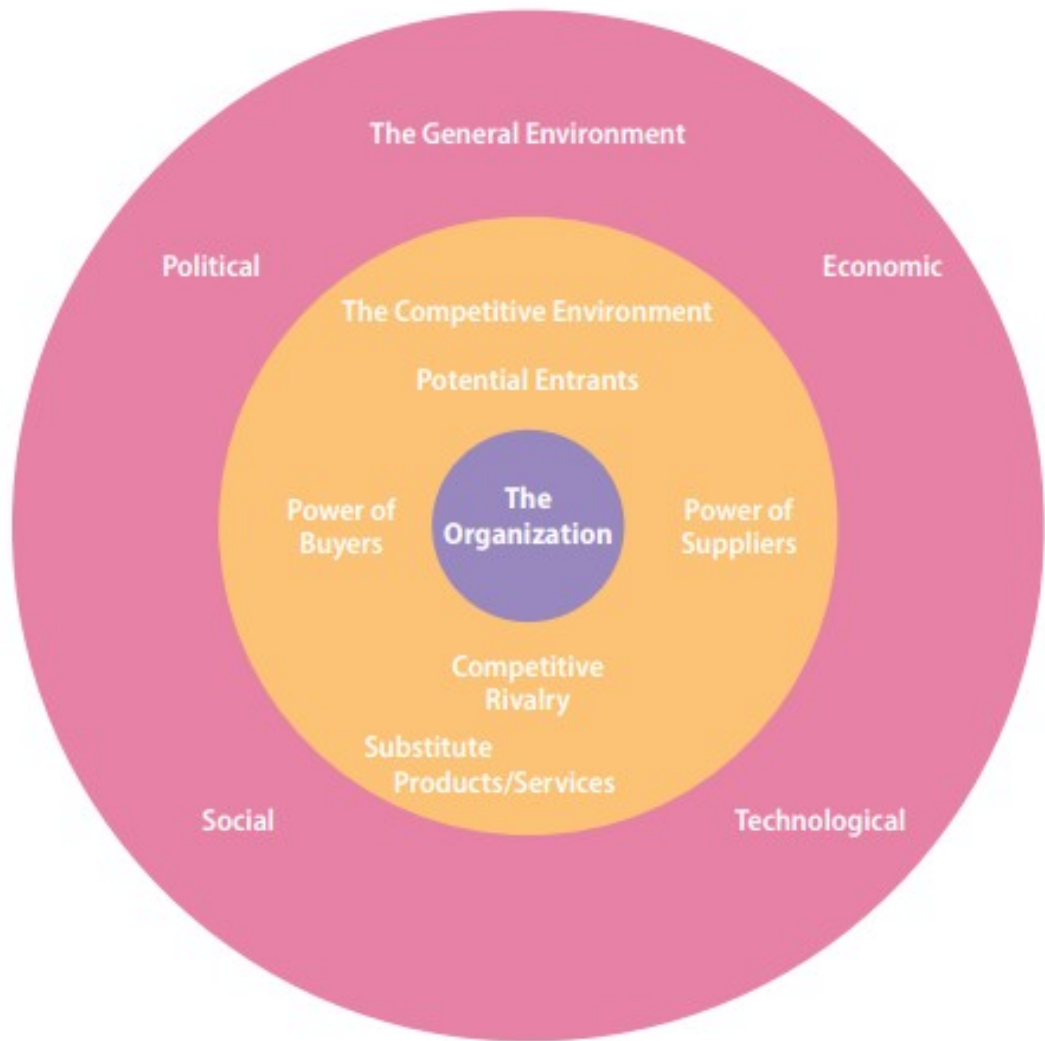 The General Environment
Political
Economic
The Competitive Environment
Potential Entrants
Power of
Buyers
The
Organization
Power of
Suppliers
Competitive
Rivalry
Substitute
Products/Services
Social
Technological